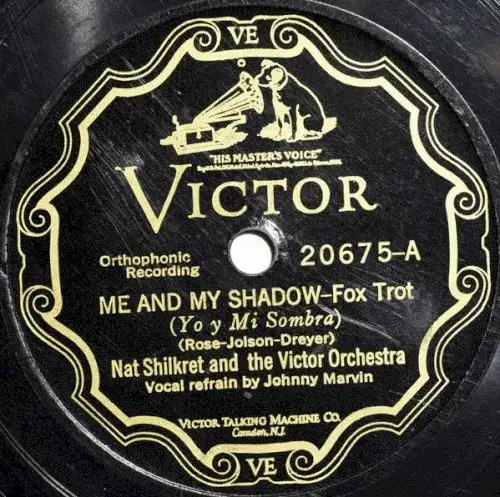 VE
"HIS MASTER'S VOICE"
VICTOR
Orthophonic
Recording
20675-A
ME AND MY SHADOW-Fox Trot
(Yo y Mi Sombra)
(Rose-Jolson-Dreyer)
Nat Shilkret and the Victor Orchestra
Vocal refrain by Johnny Marvin
VICTOR TALKING MACHINE CO.
Camden, N.J.
VE